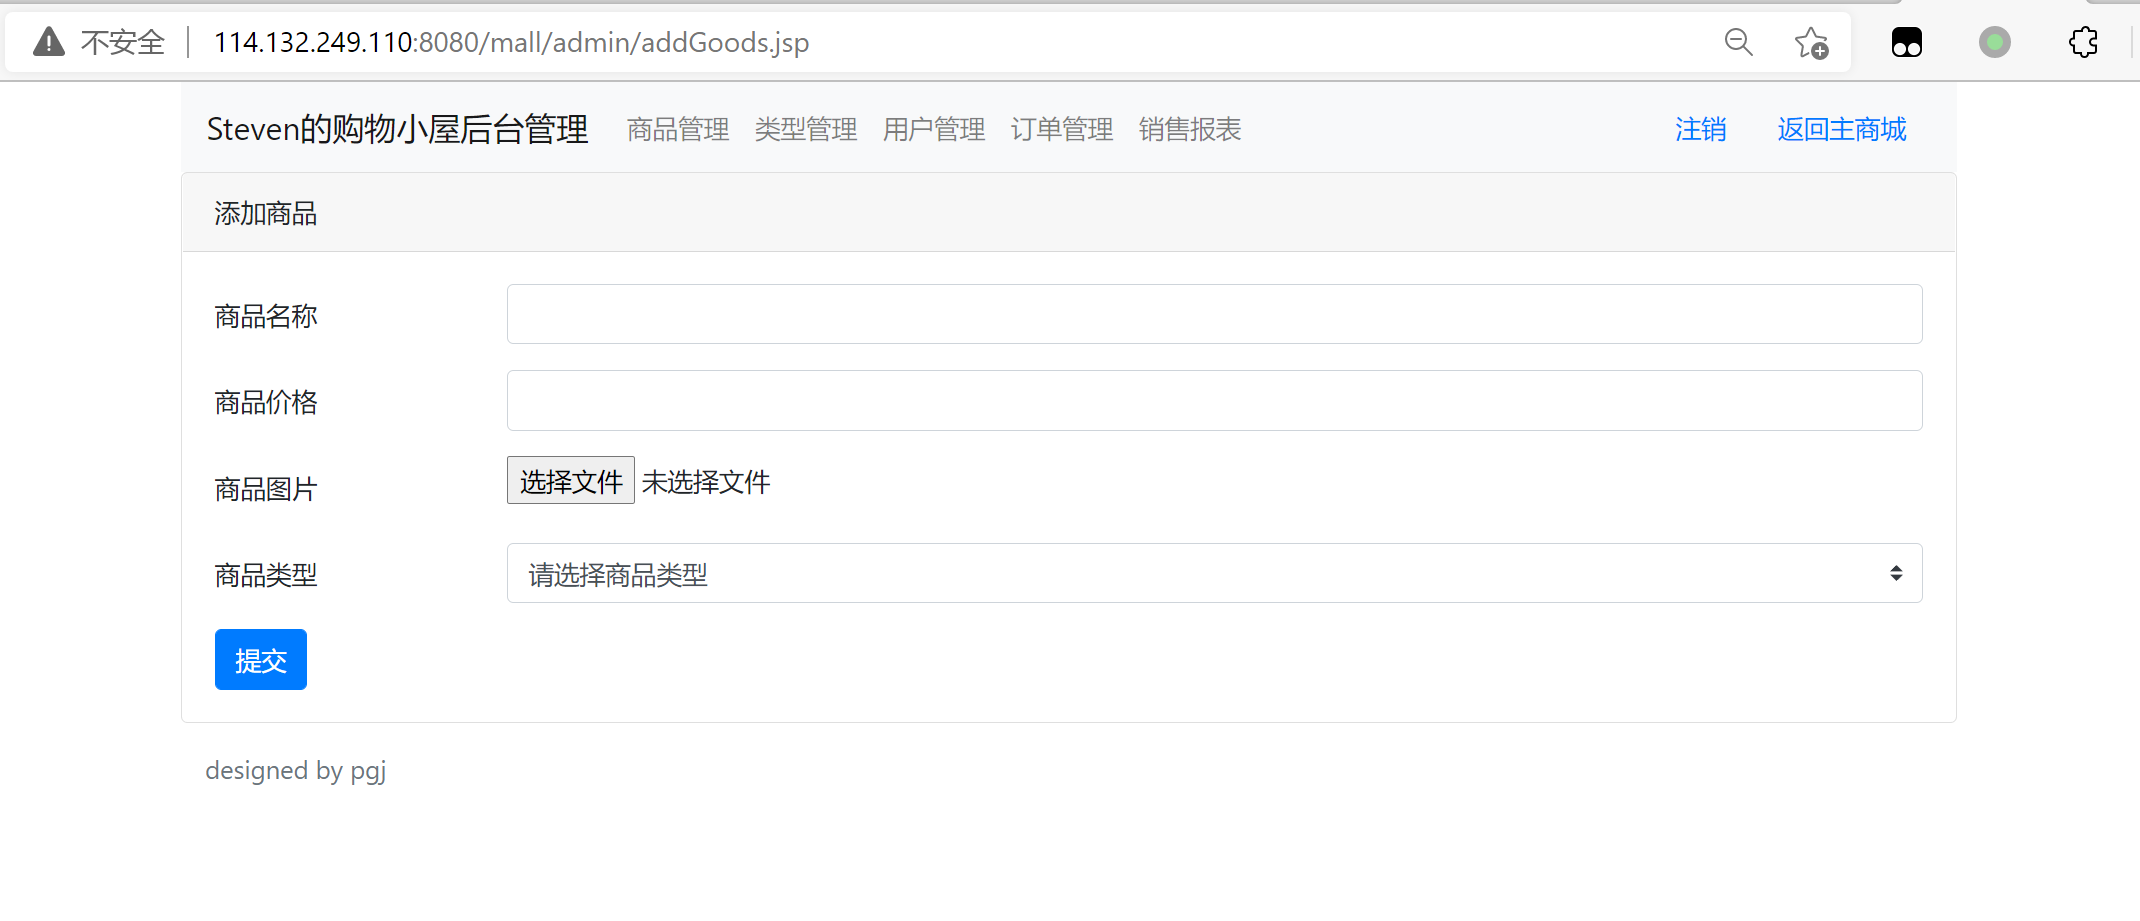 不安全 114.132.249.110:8080/mall/admin/addGoods.jsp
Steven的购物小屋后台管理 商品管理 类型管理 用户管理 订单管理 销售报表 注销 返回主商城
添加商品
商品名称
商品价格
商品图片 选择文件 未选择文件
商品类型 请选择商品类型
提交
designed by pgj